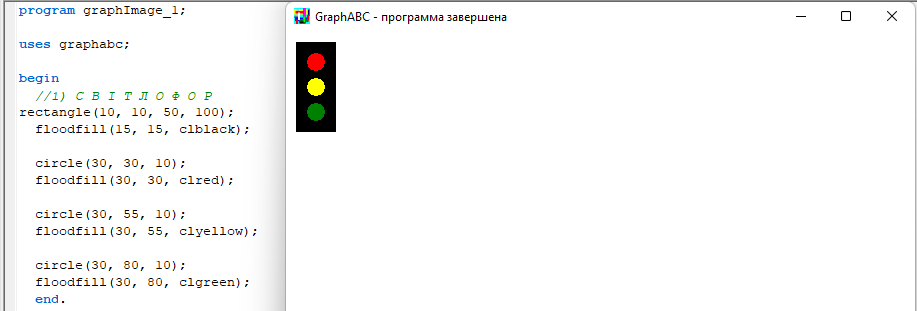 program graphImage_1;
uses graphabc;
begin
//1) С В І Т Л О Ф О Р
rectangle(10, 10, 50, 100);
floodfill(15, 15, clblack);
circle(30, 30, 10);
floodfill(30, 30, clred);
circle(30, 55, 10);
floodfill(30, 55, clyellow);
circle(30, 80, 10);
floodfill(30, 80, clgreen);
end.
GraphABC - программа завершена